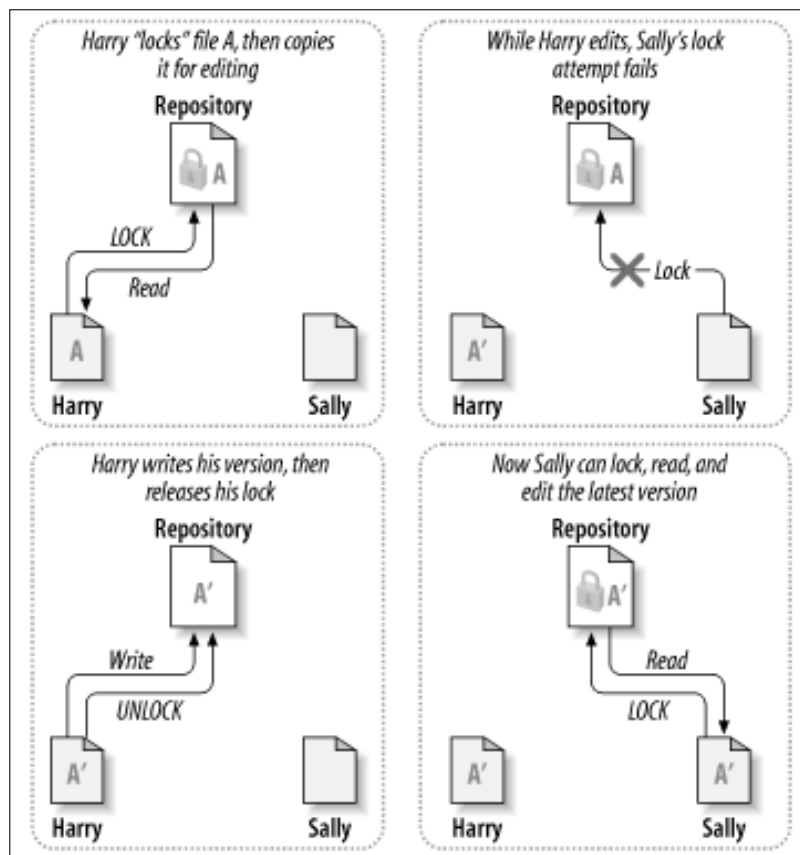 Harry “locks” file A, then copies
it for editing
Repository
A
LOCK
Read
A
Harry
Sally
While Harry edits, Sally’s lock
attempt fails
Repository
A
Lock
A′
Harry
Sally
Harry writes his version, then
releases his lock
Repository
A′
Write
UNLOCK
A′
Harry
Sally
Now Sally can lock, read, and
edit the latest version
Repository
A′
Read
LOCK
A′
Harry
A′
Sally